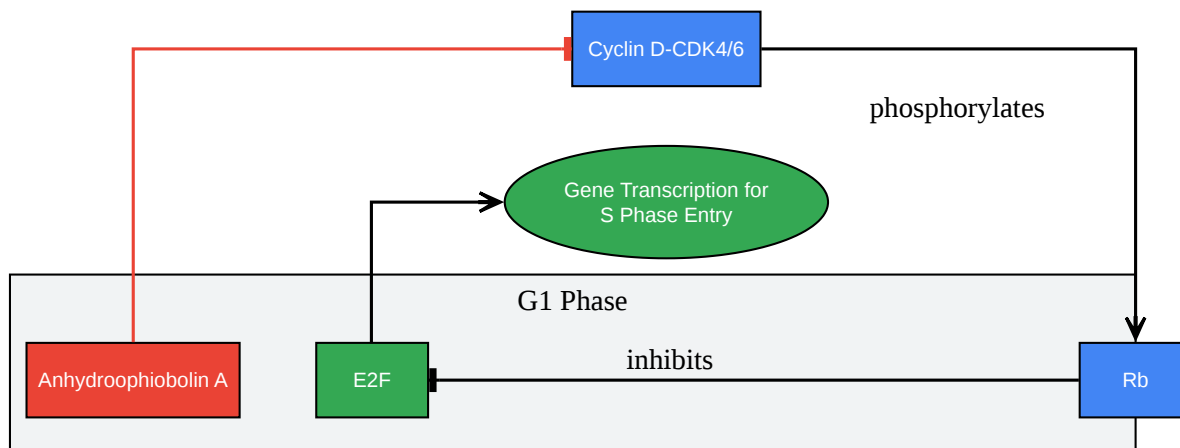 Cyclin D-CDK4/6
phosphorylates
Gene Transcription for
S Phase Entry
G1 Phase
inhibits
Anhydroophiobolin A
E2F
Rb